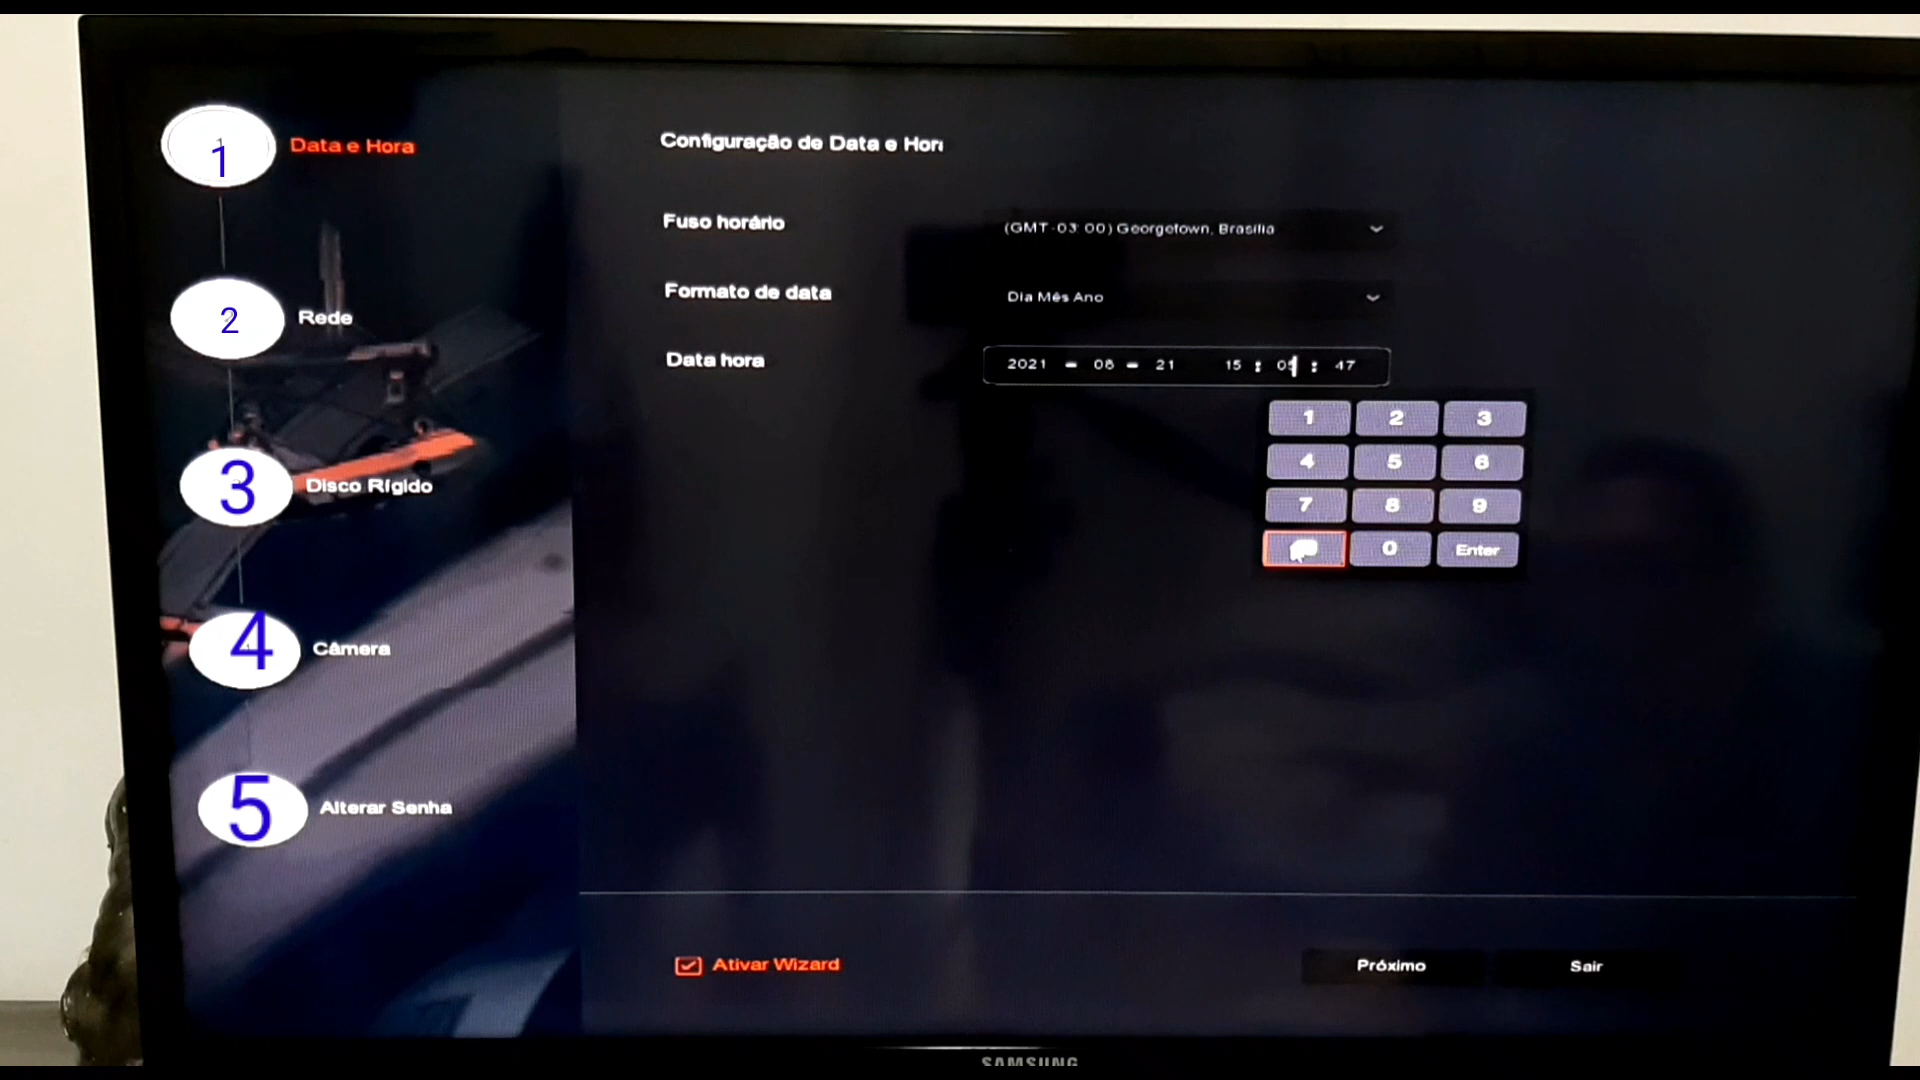 1 Data e Hora
2 Rede
3 Disco Rígido
4 Câmera
5 Alterar Senha
Configuração de Data e Hora
Fuso horário (GMT-03:00) Georgetown, Brasília
Formato de data Dia Mês Ano
Data hora 2021 - 08 - 21 15 : 05 : 47
1 2 3
4 5 6
7 8 9
0 Enter
Ativar Wizard
Próximo Sair
SAMSUNG